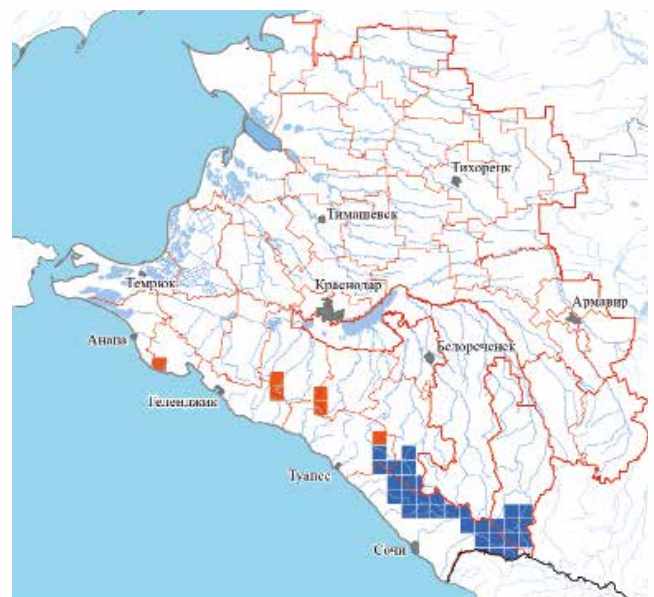 Тихорецк
Тимашевск
Темрюк
Краснодар
Армавир
Анапа
Белореченск
Геленджик
Туапсе
Сочи